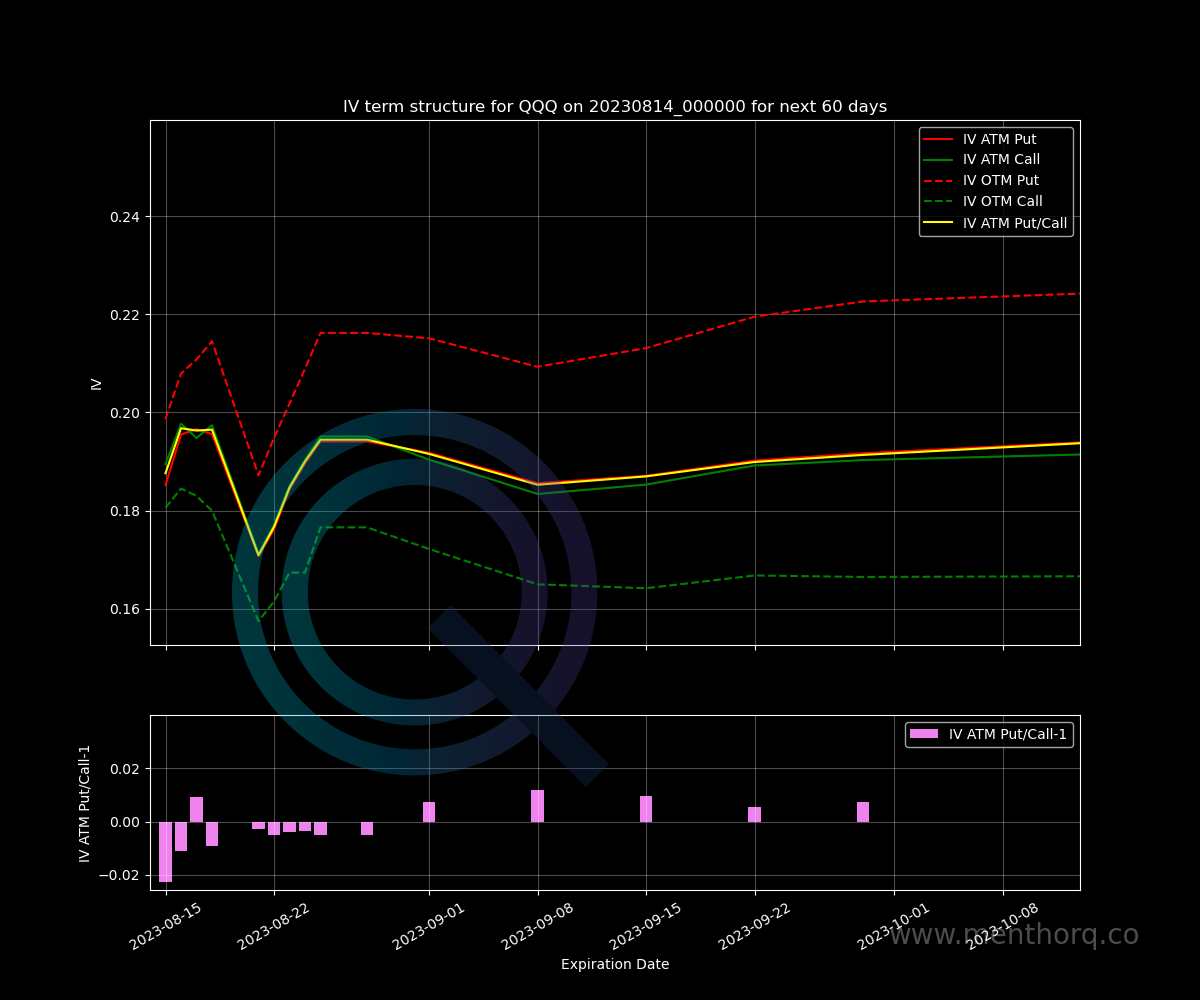 IV term structure for QQQ on 20230814_000000 for next 60 days
IV ATM Put
IV ATM Call
IV OTM Put
IV OTM Call
IV ATM Put/Call
0.24
0.22
0.20
0.18
0.16
IV
IV ATM Put/Call-1
0.02
0.00
−0.02
IV ATM Put/Call-1
2023-08-15
2023-08-22
2023-09-01
2023-09-08
2023-09-15
2023-09-22
2023-10-01
2023-10-08
www.menthorq.co
Expiration Date